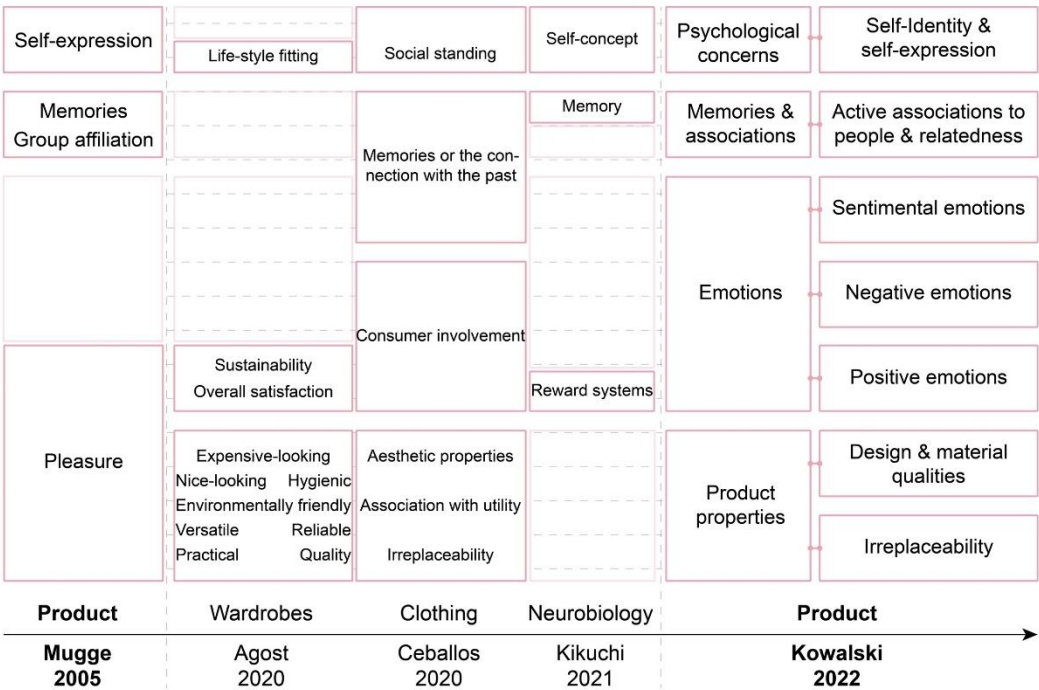 Self-expression
Life-style fitting
Social standing
Self-concept
Psychological
concerns
Self-Identity &
self-expression
Memories
Group affiliation
Memories or the con-
nection with the past
Memory
Memories &
associations
Active associations to
people & relatedness
Emotions
Sentimental emotions
Negative emotions
Positive emotions
Consumer involvement
Sustainability
Overall satisfaction
Reward systems
Pleasure
Expensive-looking
Nice-looking Hygienic
Environmentally friendly
Versatile Reliable
Practical Quality
Aesthetic properties
Association with utility
Irreplaceability
Product
properties
Design & material
qualities
Irreplaceability
Product Wardrobes Clothing Neurobiology Product
Mugge Agost Ceballos Kikuchi Kowalski
2005 2020 2020 2021 2022